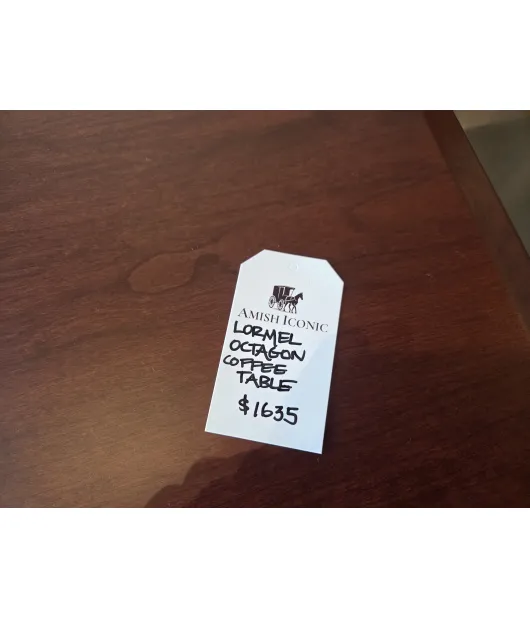 AMISH ICONIC
LORMEL
OCTAGON
COFFEE
TABLE
$1635